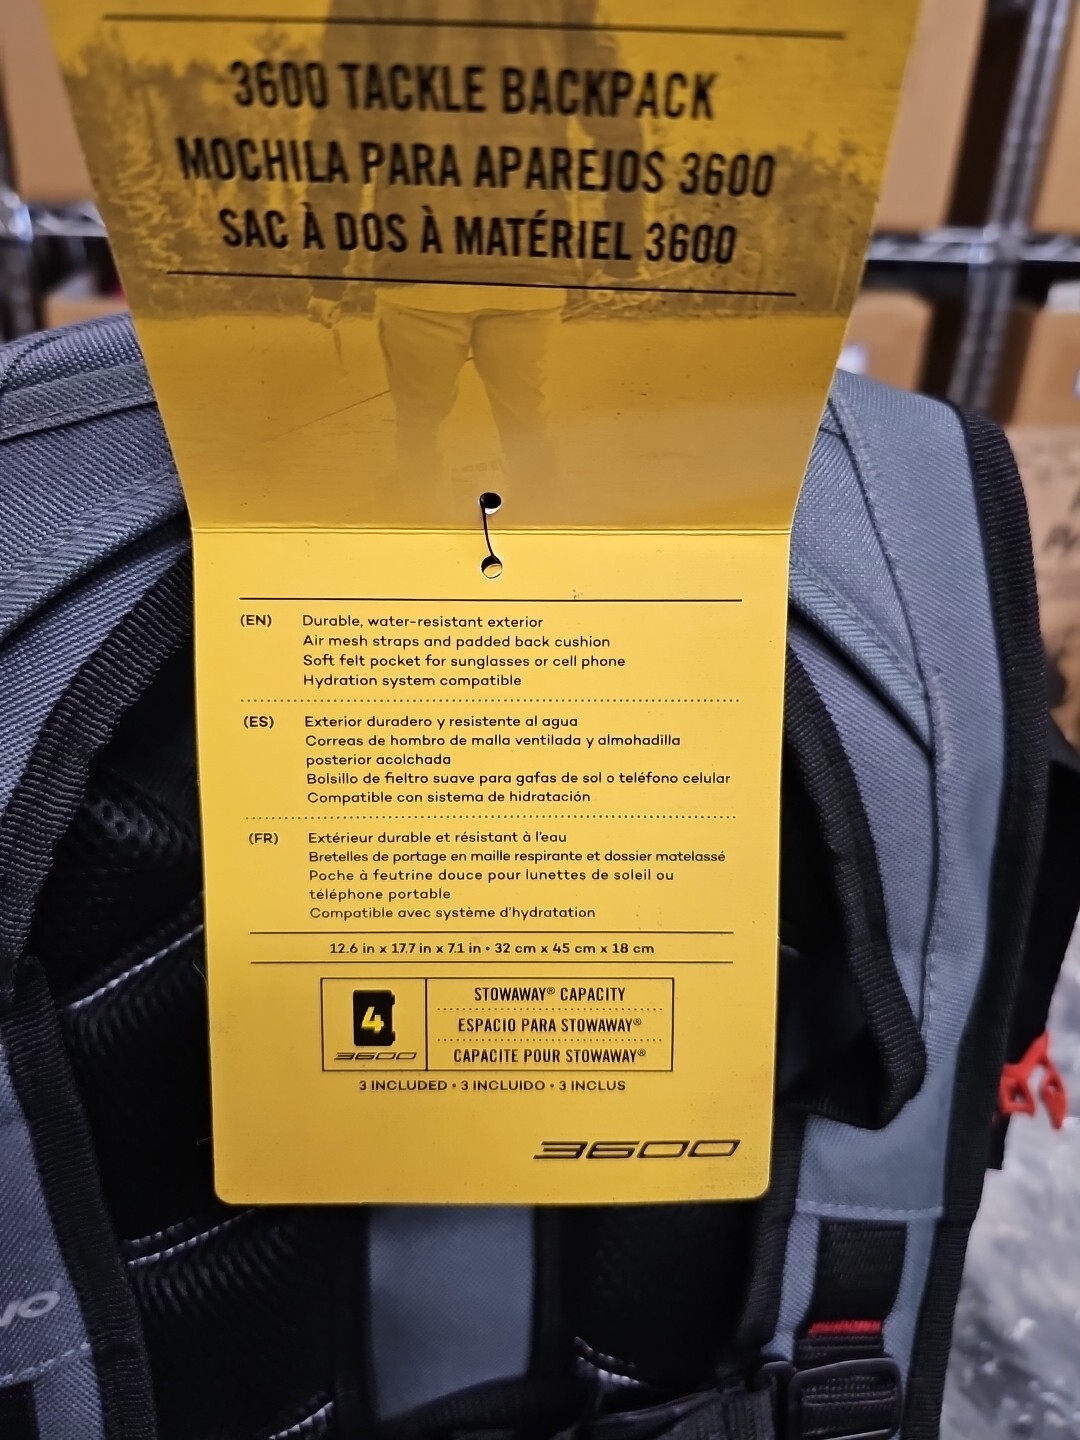 3600 TACKLE BACKPACK
MOCHILA PARA APAREJOS 3600
SAC À DOS À MATÉRIEL 3600
(EN) Durable, water-resistant exterior
Air mesh straps and padded back cushion
Soft felt pocket for sunglasses or cell phone
Hydration system compatible
(ES) Exterior duradero y resistente al agua
Correas de hombro de malla ventilada y almohadilla
posterior acolchada
Bolsillo de fieltro suave para gafas de sol o teléfono celular
Compatible con sistema de hidratación
(FR) Extérieur durable et résistant à l'eau
Bretelles de portage en maille respirante et dossier matelassé
Poche à feutrine douce pour lunettes de soleil ou
téléphone portable
Compatible avec système d'hydratation
12.6 in x 17.7 in x 7.1 in • 32 cm x 45 cm x 18 cm
4
3600
STOWAWAY® CAPACITY
ESPACIO PARA STOWAWAY®
CAPACITE POUR STOWAWAY®
3 INCLUDED • 3 INCLUIDO • 3 INCLUS
3600